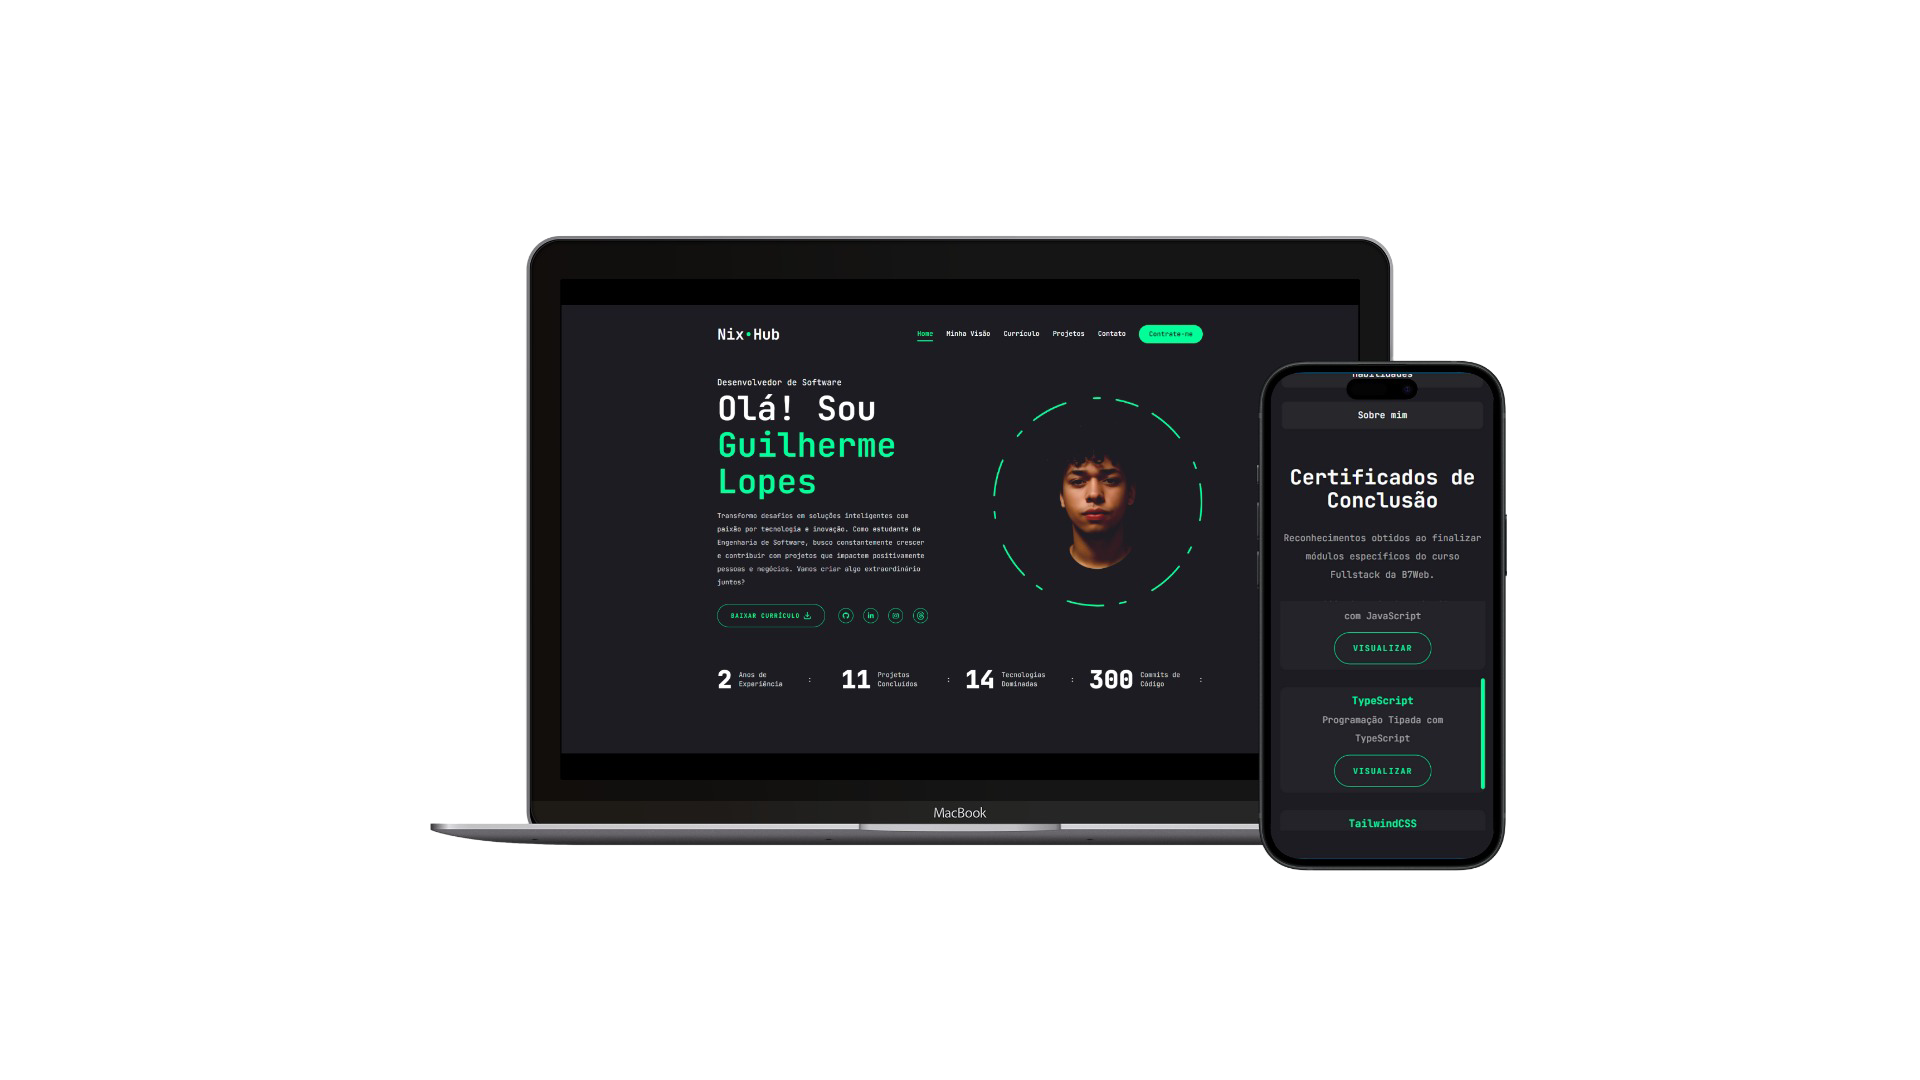 Nix•Hub
Home Minha Visão Currículo Projetos Contato Contrate-me
Desenvolvedor de Software
Olá! Sou
Guilherme
Lopes
Transformo desafios em soluções inteligentes com
paixão por tecnologia e inovação. Como estudante de
Engenharia de Software, busco constantemente crescer
e contribuir com projetos que impactem positivamente
pessoas e negócios. Vamos criar algo extraordinário
juntos?
BAIXAR CURRÍCULO
in
2 Anos de
Experiência
:
11 Projetos
Concluídos
:
14 Tecnologias
Dominadas
:
300 Commits de
Código
:
MacBook
Habilidades
Sobre mim
Certificados de
Conclusão
Reconhecimentos obtidos ao finalizar
módulos específicos do curso
Fullstack da B7Web.
com JavaScript
VISUALIZAR
TypeScript
Programação Tipada com
TypeScript
VISUALIZAR
TailwindCSS